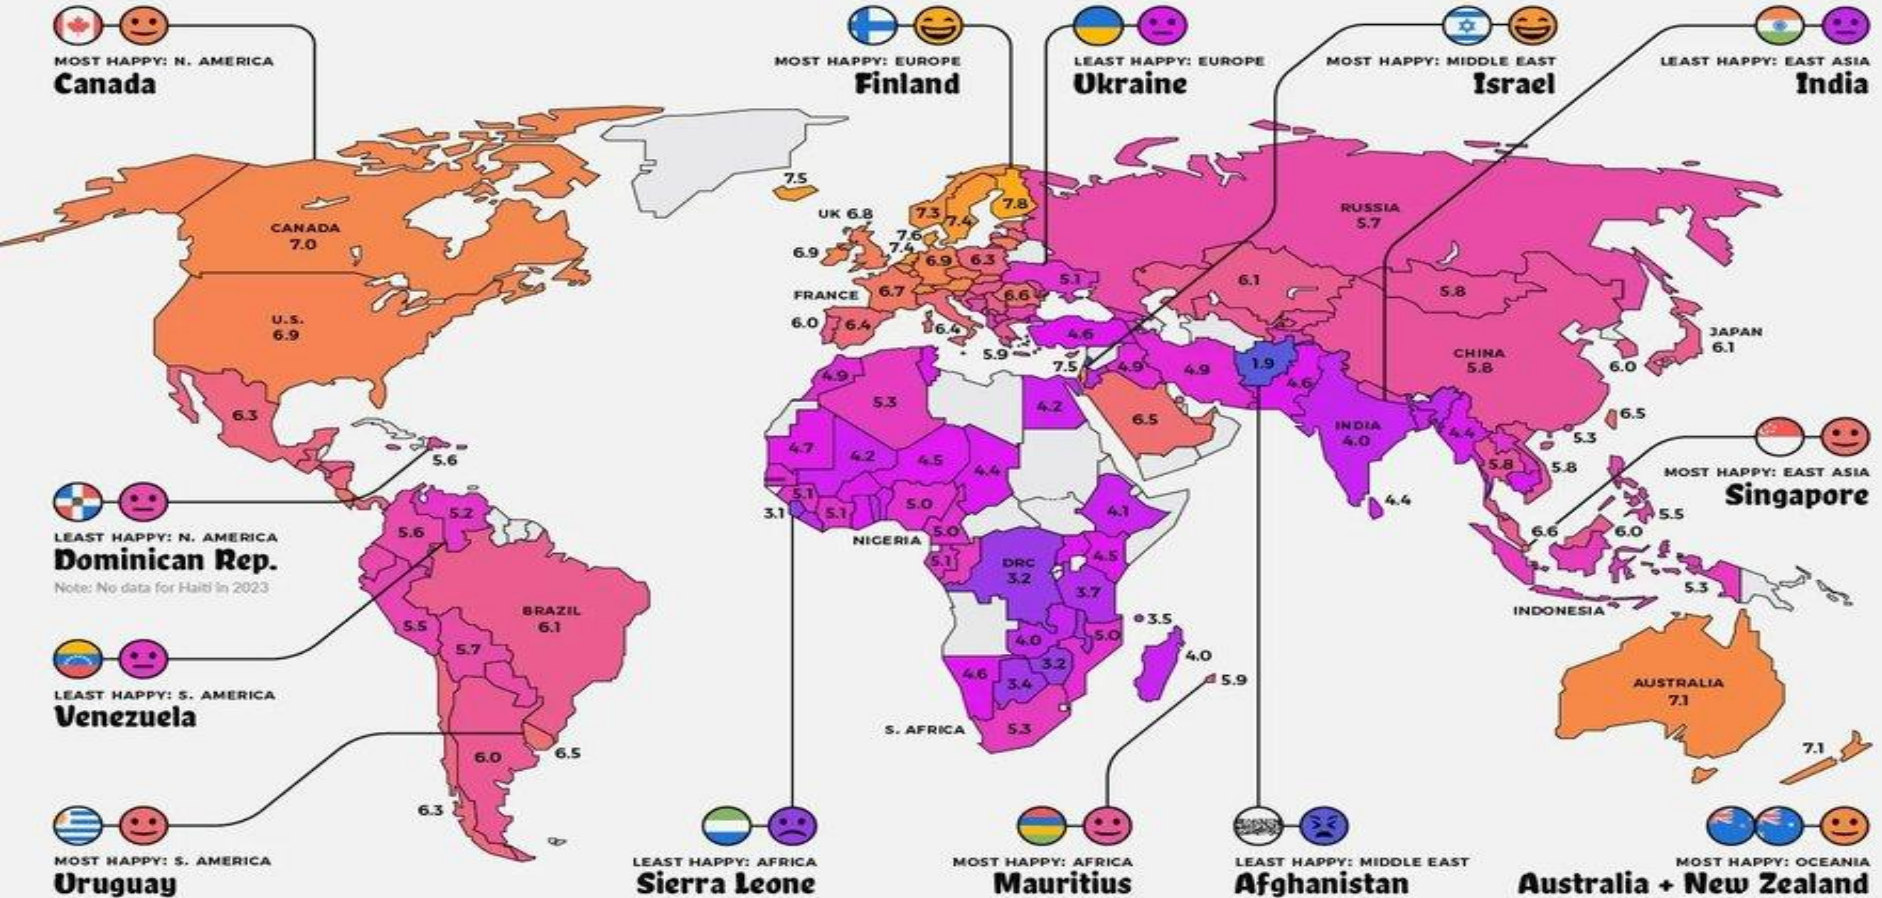 MOST HAPPY: N. AMERICA
Canada
MOST HAPPY: EUROPE
Finland
LEAST HAPPY: EUROPE
Ukraine
MOST HAPPY: MIDDLE EAST
Israel
LEAST HAPPY: EAST ASIA
India
CANADA
7.0
U.S.
6.9
6.3
5.6
7.5
UK 6.8
6.9
7.3
7.4
7.8
7.6
7.4
6.9
6.3
FRANCE
6.7
6.6
5.1
6.0
6.4
6.4
5.9
4.6
7.5
RUSSIA
5.7
6.1
5.8
CHINA
5.8
JAPAN
6.1
6.0
6.5
5.3
4.9
4.9
1.9
4.6
6.5
INDIA
4.0
4.4
4.4
5.8
5.8
5.5
6.6
6.0
5.3
INDONESIA
4.9
5.3
4.2
4.7
4.2
4.5
4.4
5.1
3.1
5.1
5.0
5.0
NIGERIA
5.1
4.1
4.5
DRC
3.2
3.7
3.5
4.0
5.0
3.2
4.6
3.4
4.0
5.9
S. AFRICA
5.3
5.2
5.6
BRAZIL
6.1
5.5
5.7
6.0
6.5
6.3
AUSTRALIA
7.1
7.1
LEAST HAPPY: N. AMERICA
Dominican Rep.
Note: No data for Haiti in 2023
LEAST HAPPY: S. AMERICA
Venezuela
MOST HAPPY: S. AMERICA
Uruguay
MOST HAPPY: EAST ASIA
Singapore
LEAST HAPPY: AFRICA
Sierra Leone
MOST HAPPY: AFRICA
Mauritius
LEAST HAPPY: MIDDLE EAST
Afghanistan
MOST HAPPY: OCEANIA
Australia + New Zealand